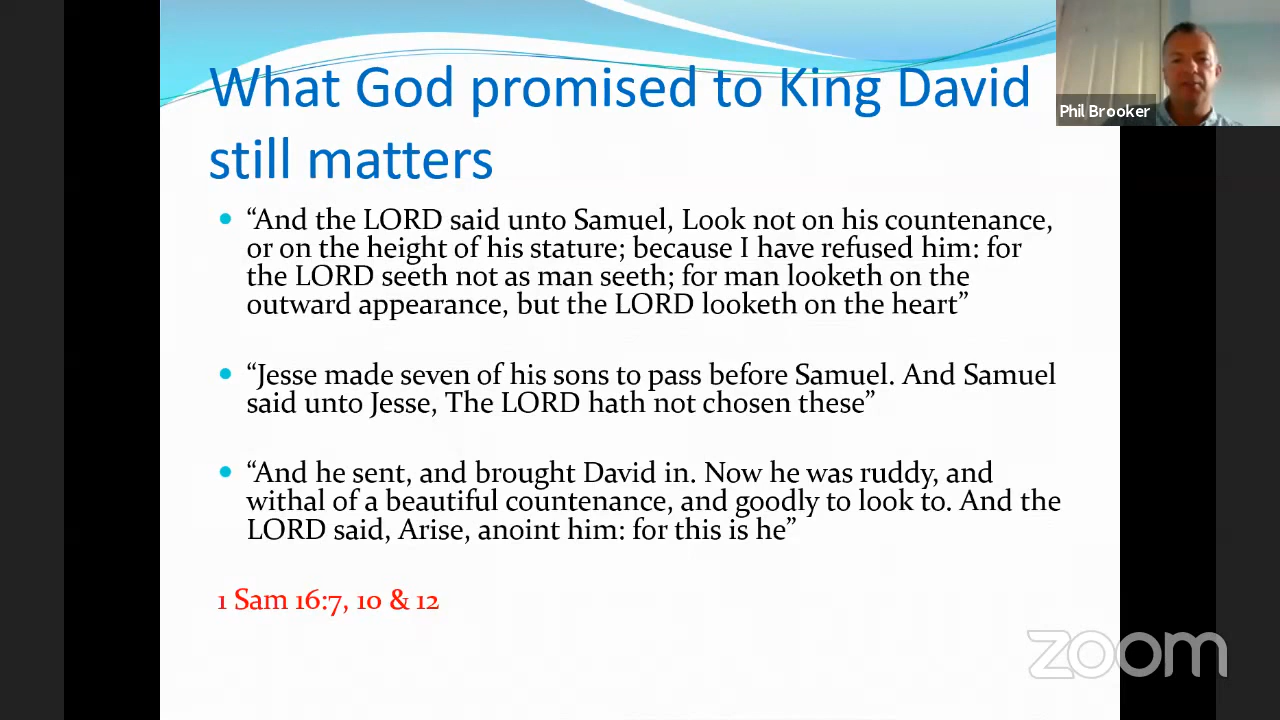 What God promised to King David
still matters
Phil Brooker
• “And the LORD said unto Samuel, Look not on his countenance,
or on the height of his stature; because I have refused him: for
the LORD seeth not as man seeth; for man looketh on the
outward appearance, but the LORD looketh on the heart”
• “Jesse made seven of his sons to pass before Samuel. And Samuel
said unto Jesse, The LORD hath not chosen these”
• “And he sent, and brought David in. Now he was ruddy, and
withal of a beautiful countenance, and goodly to look to. And the
LORD said, Arise, anoint him: for this is he”
1 Sam 16:7, 10 & 12
zoom